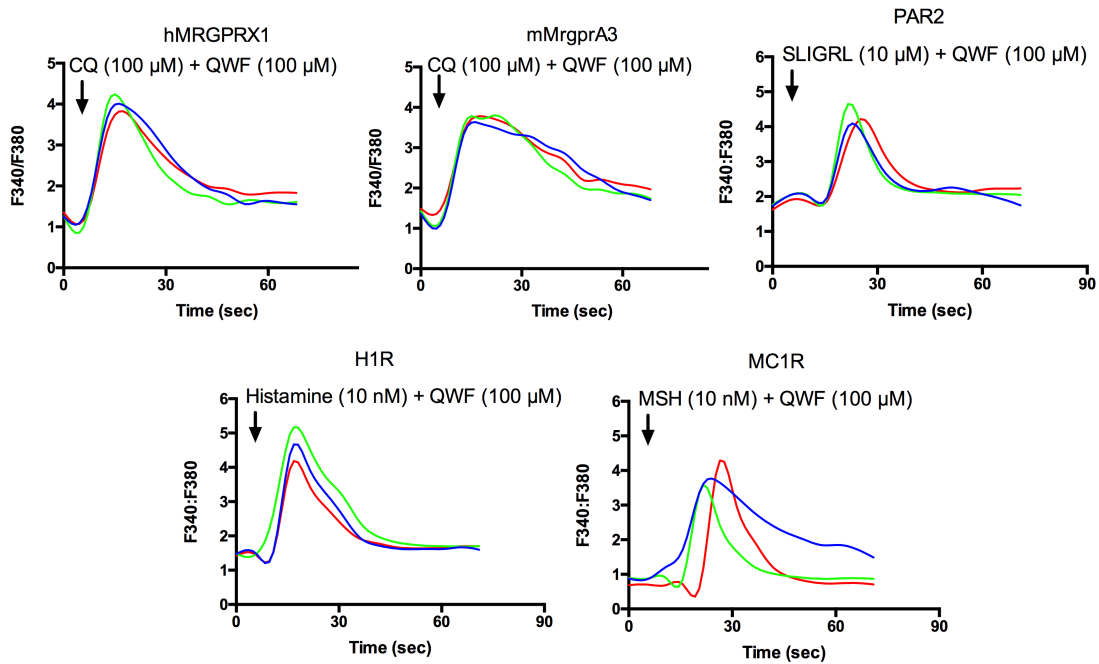 hMRGPRX1
CQ (100 µM) + QWF (100 µM)
F340/F380
5
4
3
2
1
0
0
30
60
Time (sec)
mMrgprA3
CQ (100 µM) + QWF (100 µM)
F340/F380
5
4
3
2
1
0
0
30
60
Time (sec)
PAR2
SLIGRL (10 µM) + QWF (100 µM)
F340:F380
6
5
4
3
2
1
0
0
30
60
90
Time (sec)
H1R
Histamine (10 nM) + QWF (100 µM)
F340:F380
6
5
4
3
2
1
0
0
30
60
90
Time (sec)
MC1R
MSH (10 nM) + QWF (100 µM)
F340:F380
6
5
4
3
2
1
0
0
30
60
90
Time (sec)